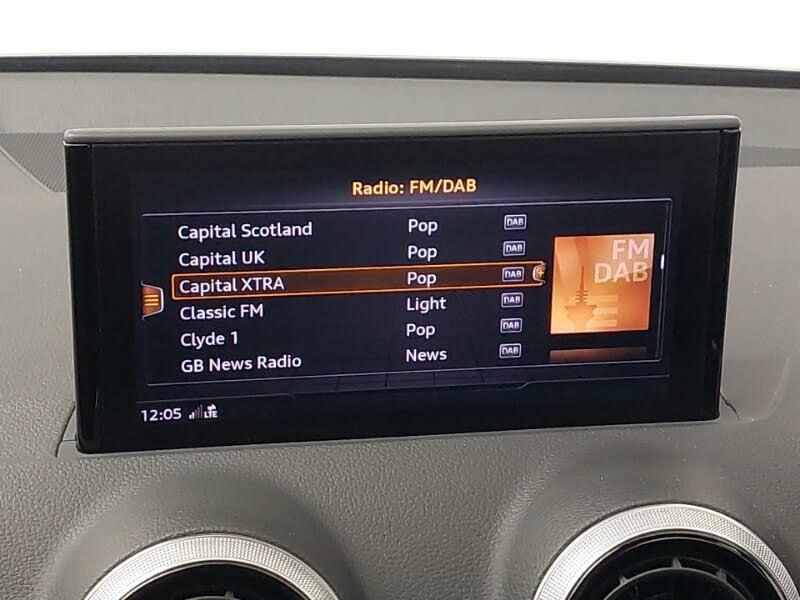 Radio: FM/DAB
Capital Scotland Pop DAB
Capital UK Pop DAB
Capital XTRA Pop DAB
Classic FM Light DAB
Clyde 1 Pop DAB
GB News Radio News DAB
FM
DAB
12:05 LTE